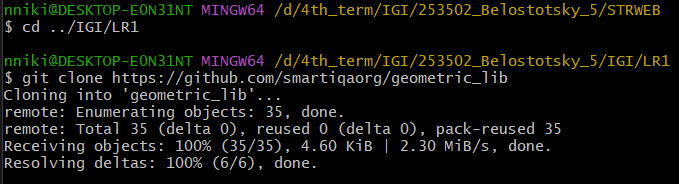 nniki@DESKTOP-EON31NT MINGW64 /d/4th_term/IGI/253502_Belostotsky_5/STRWEB
$ cd ../IGI/LR1
nniki@DESKTOP-EON31NT MINGW64 /d/4th_term/IGI/253502_Belostotsky_5/IGI/LR1
$ git clone https://github.com/smartiqaorg/geometric_lib
Cloning into 'geometric_lib'...
remote: Enumerating objects: 35, done.
remote: Total 35 (delta 0), reused 0 (delta 0), pack-reused 35
Receiving objects: 100% (35/35), 4.60 KiB | 2.30 MiB/s, done.
Resolving deltas: 100% (6/6), done.